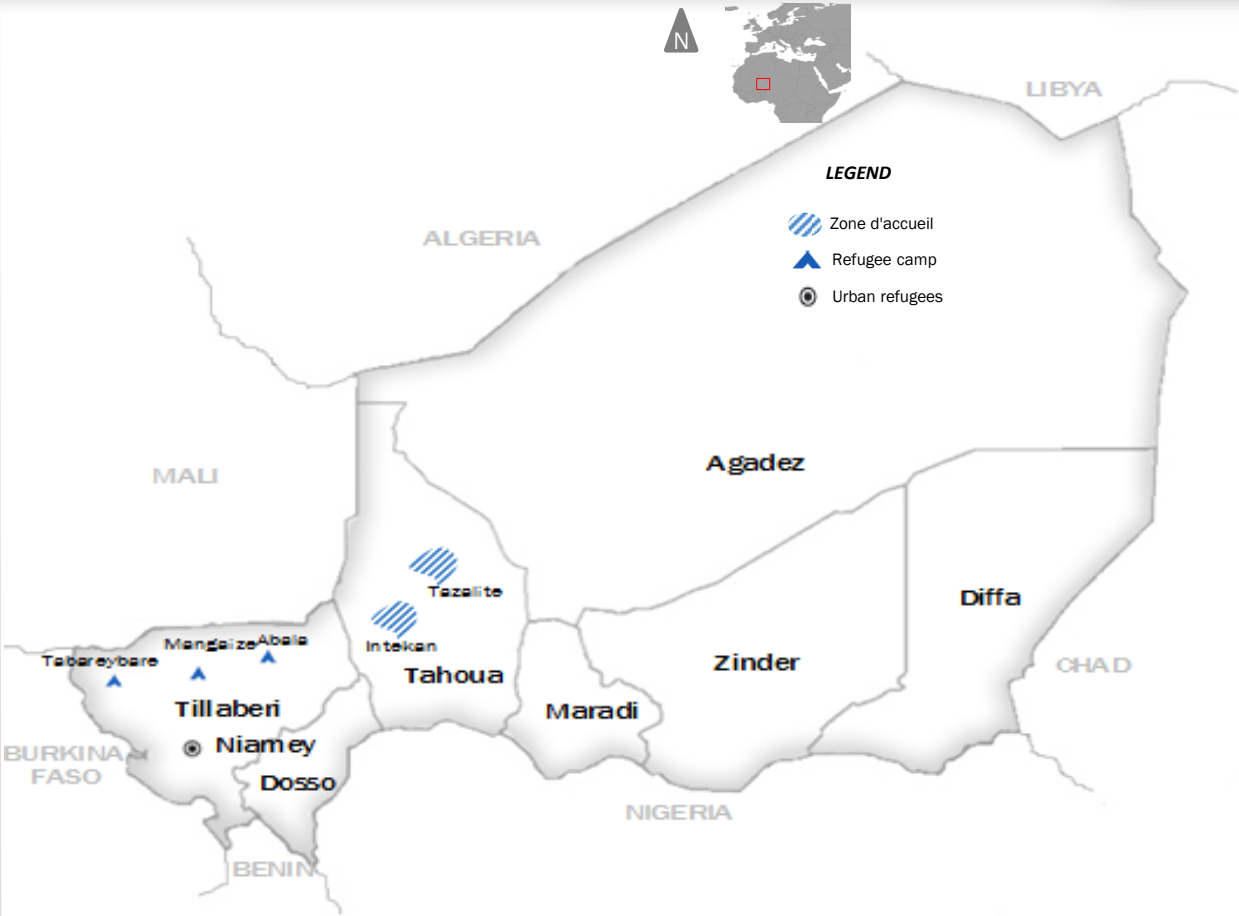 N
LIBYA
LEGEND
Zone d'accueil
Refugee camp
Urban refugees
ALGERIA
MALI
Agadez
Tazalite
Intekan
Diffa
Mangaize
Abala
Tabareybare
Tahoua
Zinder
CHAD
Tillaberi
Maradi
Niamey
BURKINA
FASO
Dosso
NIGERIA
BENIN